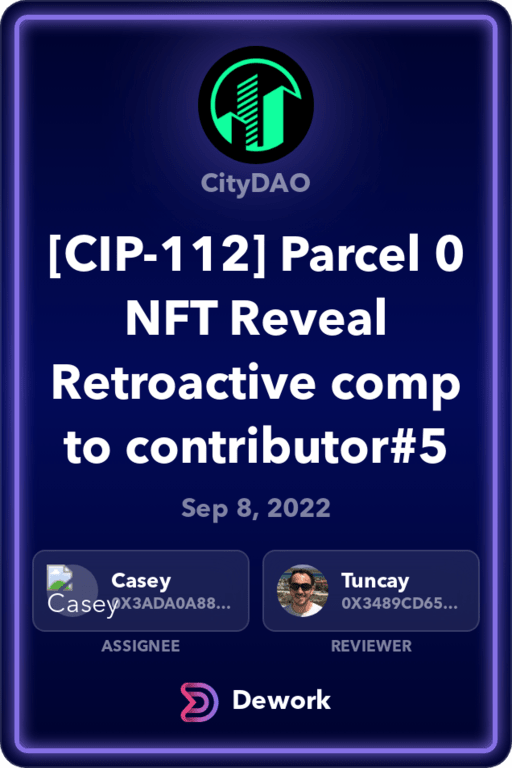 CityDAO
[CIP-112] Parcel 0
NFT Reveal
Retroactive comp
to contributor#5
Sep 8, 2022
Casey
Casey
0X3ADA0A88...
Tuncay
0X3489CD65...
ASSIGNEE
REVIEWER
Dework